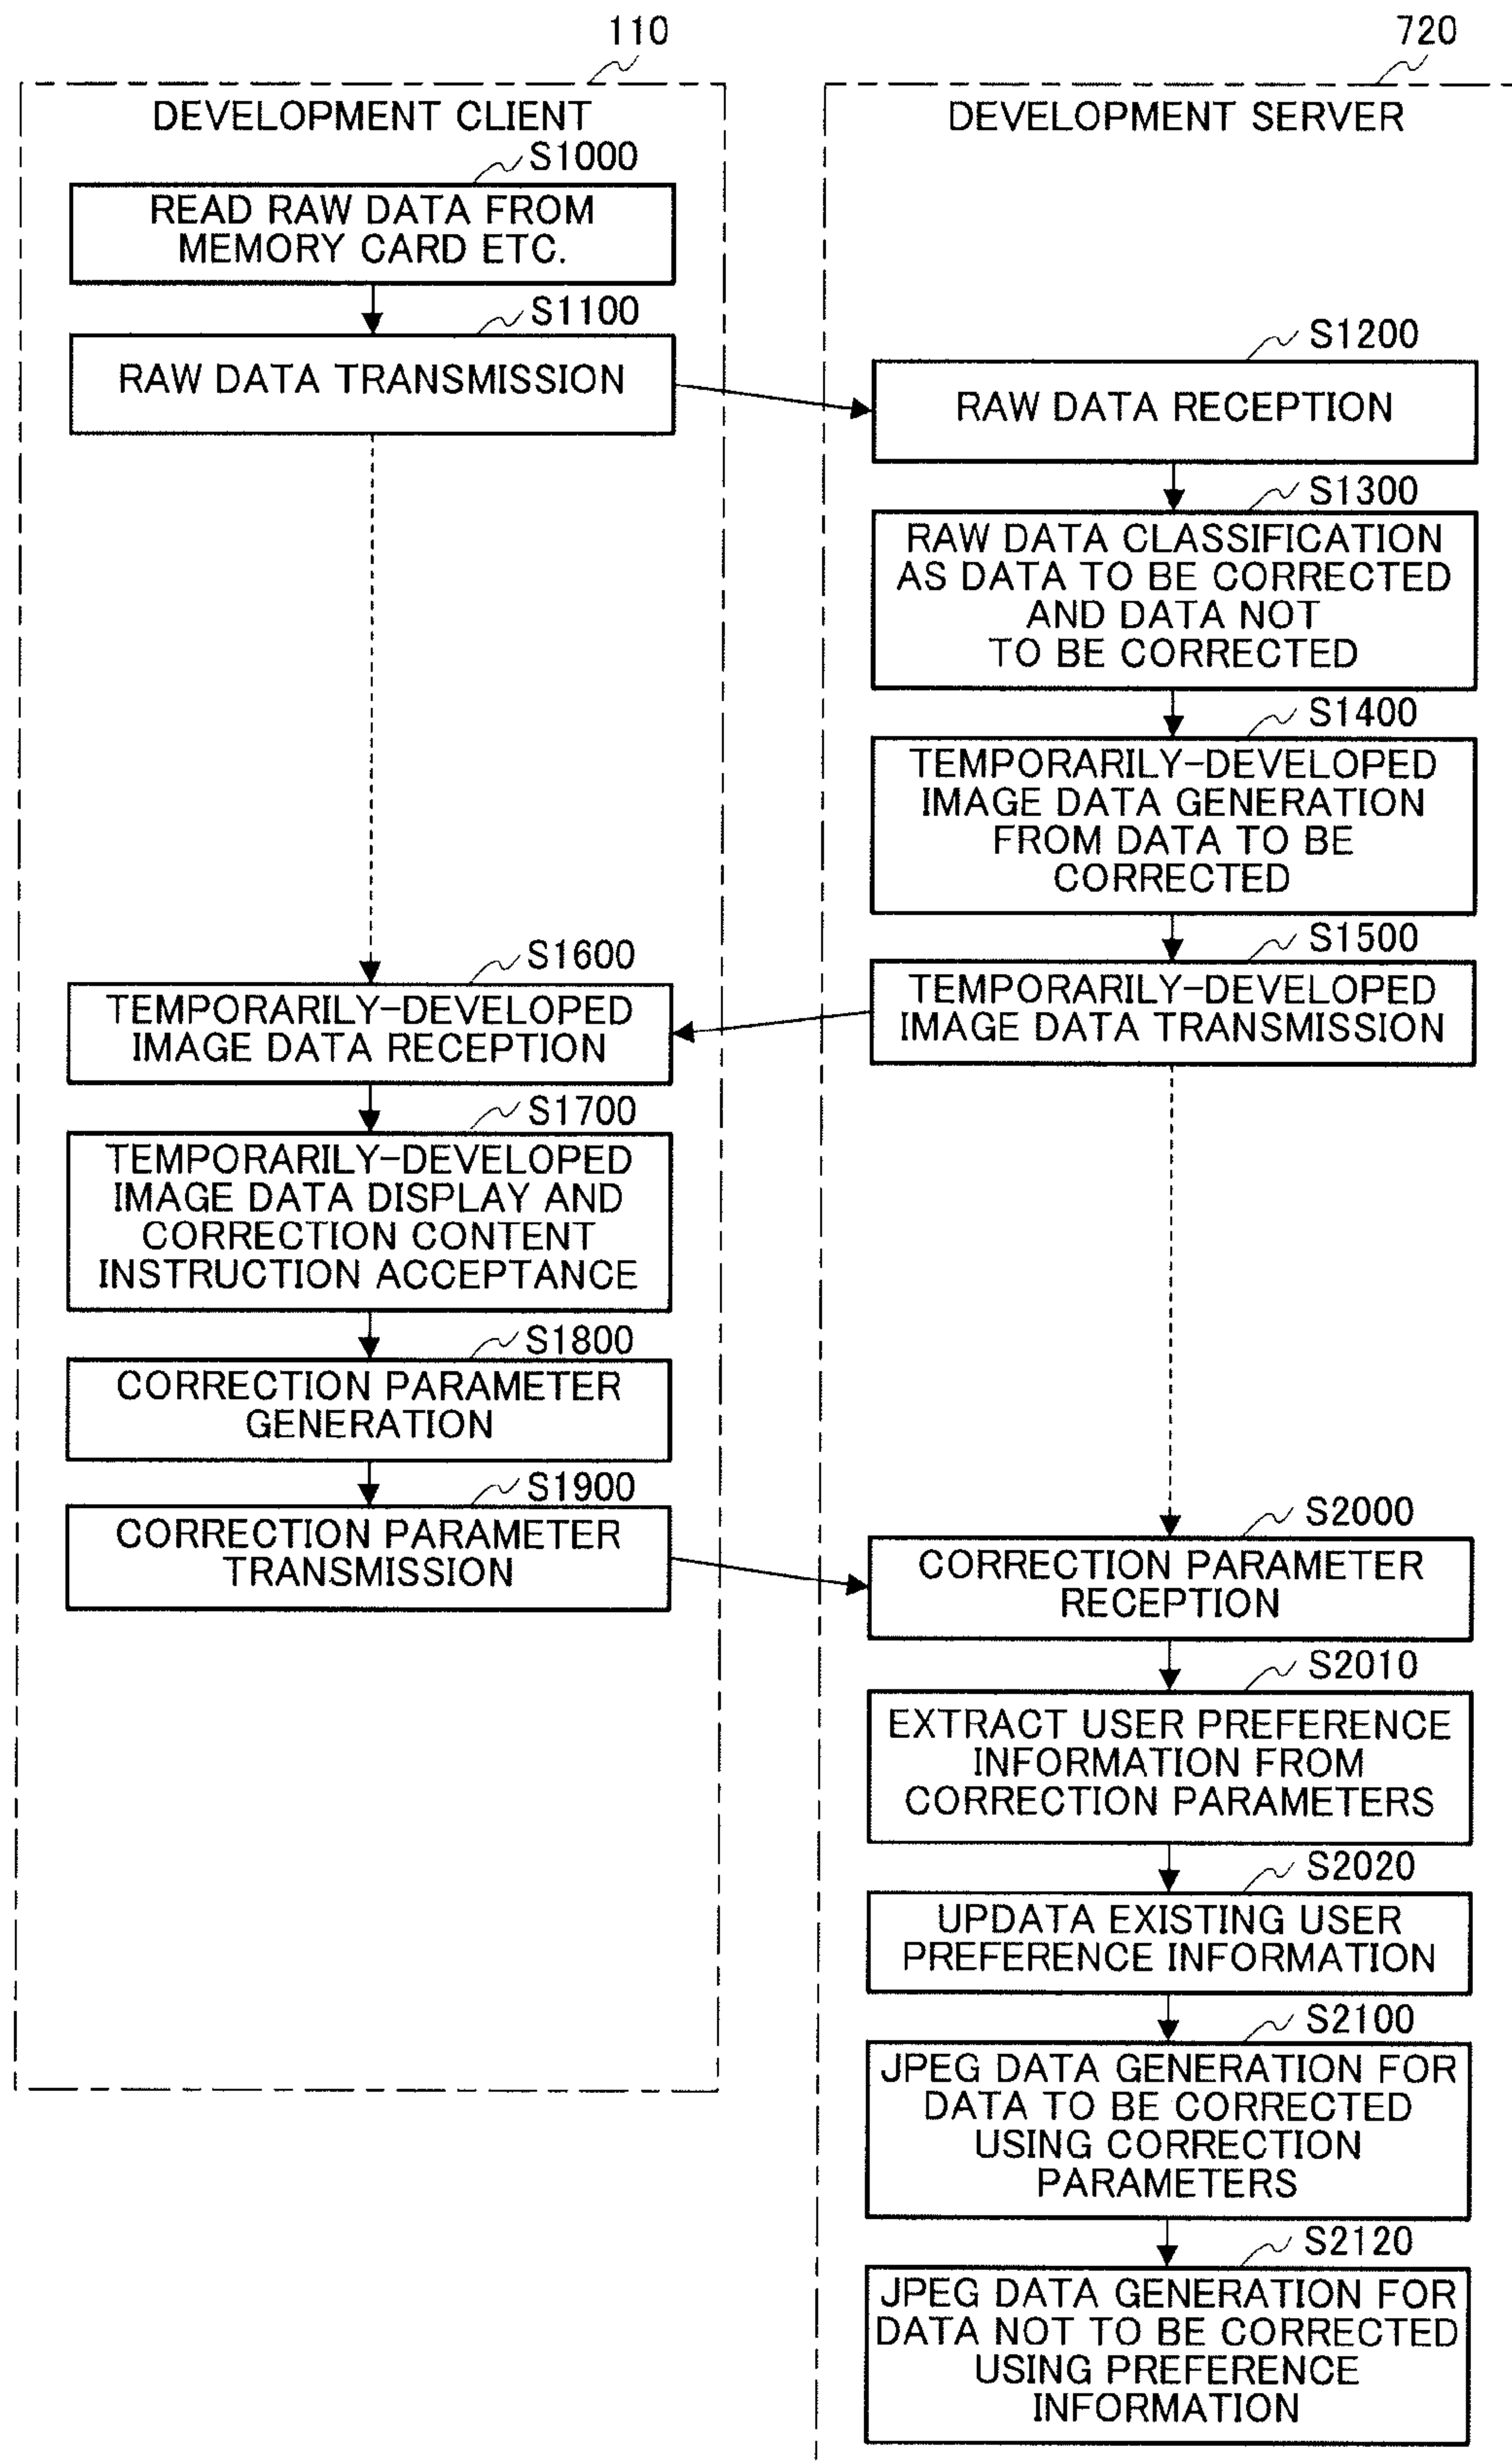 110
DEVELOPMENT CLIENT
S1000
READ RAW DATA FROM
MEMORY CARD ETC.
S1100
RAW DATA TRANSMISSION
720
DEVELOPMENT SERVER
S1200
RAW DATA RECEPTION
S1300
RAW DATA CLASSIFICATION
AS DATA TO BE CORRECTED
AND DATA NOT
TO BE CORRECTED
S1400
TEMPORARILY-DEVELOPED
IMAGE DATA GENERATION
FROM DATA TO BE
CORRECTED
S1500
TEMPORARILY-DEVELOPED
IMAGE DATA TRANSMISSION
S1600
TEMPORARILY-DEVELOPED
IMAGE DATA RECEPTION
S1700
TEMPORARILY-DEVELOPED
IMAGE DATA DISPLAY AND
CORRECTION CONTENT
INSTRUCTION ACCEPTANCE
S1800
CORRECTION PARAMETER
GENERATION
S1900
CORRECTION PARAMETER
TRANSMISSION
S2000
CORRECTION PARAMETER
RECEPTION
S2010
EXTRACT USER PREFERENCE
INFORMATION FROM
CORRECTION PARAMETERS
S2020
UPDATA EXISTING USER
PREFERENCE INFORMATION
S2100
JPEG DATA GENERATION FOR
DATA TO BE CORRECTED
USING CORRECTION
PARAMETERS
S2120
JPEG DATA GENERATION FOR
DATA NOT TO BE CORRECTED
USING PREFERENCE
INFORMATION